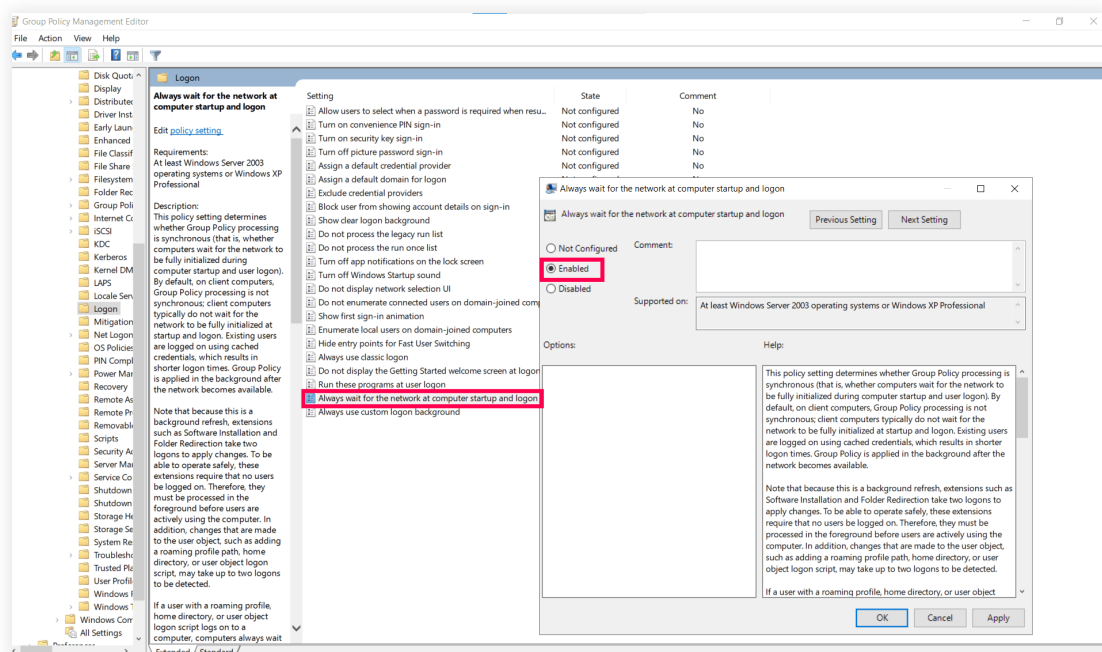 Group Policy Management Editor
File Action View Help
Disk Quota
Display
Distributed
Driver Inst
Early Laun
Enhanced
File Classif
File Share
Filesystem
Folder Rec
Group Poli
Internet Co
iSCSI
KDC
Kerberos
Kernel DM
LAPS
Locale Serv
Logon
Mitigation
Net Logon
OS Policies
PIN Compl
Power Mar
Recovery
Remote As
Remote Pr
Removable
Scripts
Security Ac
Server Mar
Service Co
Shutdown
Shutdown
Storage He
Storage Se
System Re
Troublesho
Trusted Pla
User Profil
Windows F
Windows T
Windows Com
All Settings
Preferences
Logon
Always wait for the network at
computer startup and logon
Edit policy setting
Requirements:
At least Windows Server 2003
operating systems or Windows XP
Professional
Description:
This policy setting determines
whether Group Policy processing
is synchronous (that is, whether
computers wait for the network to
be fully initialized during
computer startup and user logon).
By default, on client computers,
Group Policy processing is not
synchronous; client computers
typically do not wait for the
network to be fully initialized at
startup and logon. Existing users
are logged on using cached
credentials, which results in
shorter logon times. Group Policy
is applied in the background after
the network becomes available.
Note that because this is a
background refresh, extensions
such as Software Installation and
Folder Redirection take two
logons to apply changes. To be
able to operate safely, these
extensions require that no users
be logged on. Therefore, they
must be processed in the
foreground before users are
actively using the computer. In
addition, changes that are made
to the user object, such as adding
a roaming profile path, home
directory, or user object logon
script, may take up to two logons
to be detected.
If a user with a roaming profile,
home directory, or user object
logon script logs on to a
computer, computers always wait
Extended Standard
Setting State Comment
Allow users to select when a password is required when resu... Not configured No
Turn on convenience PIN sign-in Not configured No
Turn on security key sign-in Not configured No
Turn off picture password sign-in Not configured No
Assign a default credential provider Not configured No
Assign a default domain for logon Not configured No
Exclude credential providers
Block user from showing account details on sign-in
Show clear logon background
Do not process the legacy run list
Do not process the run once list
Turn off app notifications on the lock screen
Turn off Windows Startup sound
Do not display network selection UI
Do not enumerate connected users on domain-joined comp
Show first sign-in animation
Enumerate local users on domain-joined computers
Hide entry points for Fast User Switching
Always use classic logon
Do not display the Getting Started welcome screen at logon
Run these programs at user logon
Always wait for the network at computer startup and logon
Always use custom logon background
Always wait for the network at computer startup and logon
Always wait for the network at computer startup and logon
Previous Setting Next Setting
Not Configured Comment:
Enabled
Disabled
Supported on: At least Windows Server 2003 operating systems or Windows XP Professional
Options: Help:
This policy setting determines whether Group Policy processing is
synchronous (that is, whether computers wait for the network to
be fully initialized during computer startup and user logon). By
default, on client computers, Group Policy processing is not
synchronous; client computers typically do not wait for the
network to be fully initialized at startup and logon. Existing users
are logged on using cached credentials, which results in shorter
logon times. Group Policy is applied in the background after the
network becomes available.
Note that because this is a background refresh, extensions such as
Software Installation and Folder Redirection take two logons to
apply changes. To be able to operate safely, these extensions
require that no users be logged on. Therefore, they must be
processed in the foreground before users are actively using the
computer. In addition, changes that are made to the user object,
such as adding a roaming profile path, home directory, or user
object logon script, may take up to two logons to be detected.
If a user with a roaming profile, home directory, or user object
OK Cancel Apply